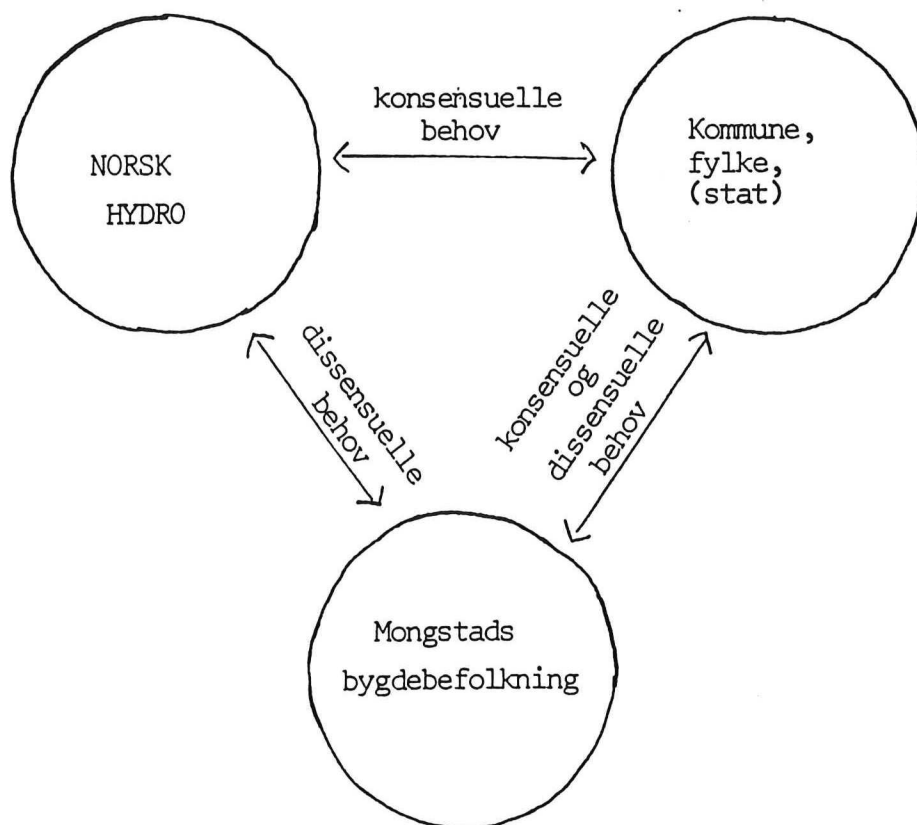 konsensuelle
behov
NORSK
HYDRO
Kommune,
fylke,
(stat)
dissensuelle
behov
konsensuelle
og
dissensuelle
behov
Mongstads
bygdebefolkning